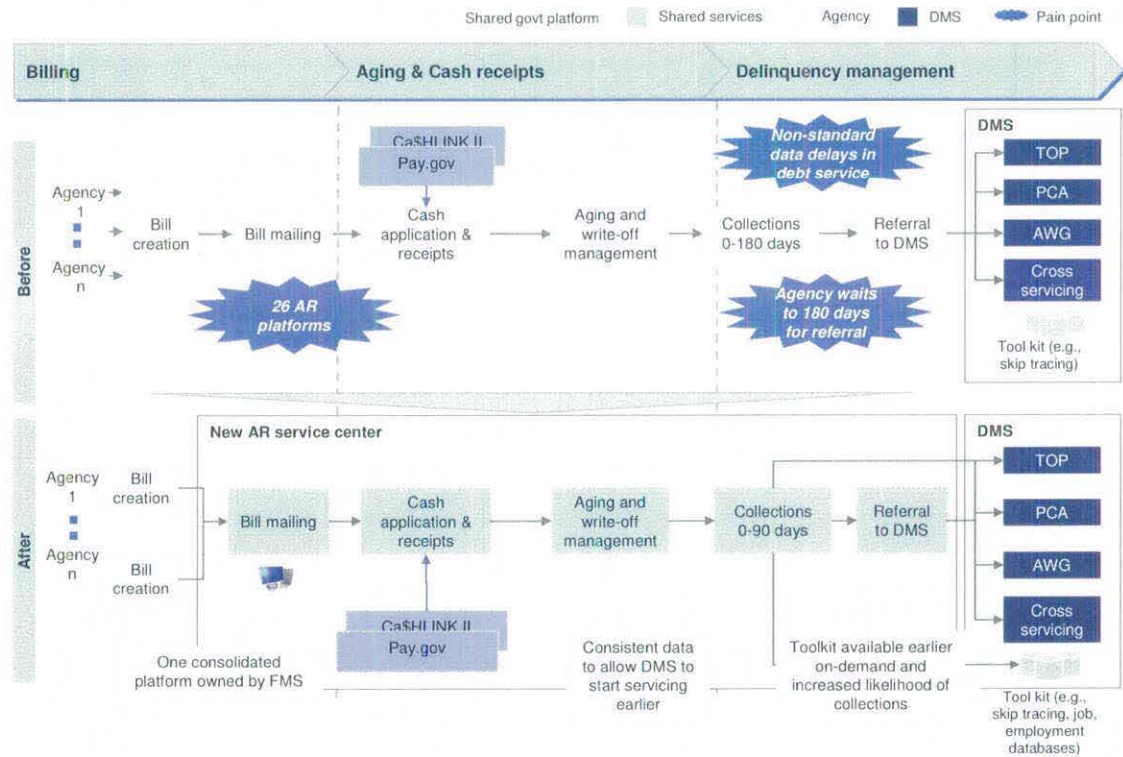 Shared govt platform Shared services Agency DMS Pain point
Billing
Aging & Cash receipts
Delinquency management
Before
Agency
1
Agency
n
Bill
creation
Bill mailing
26 AR
platforms
Ca$HLINK II
Pay.gov
Cash
application &
receipts
Aging and
write-off
management
Non-standard
data delays in
debt service
Collections
0-180 days
Agency waits
to 180 days
for referral
Referral
to DMS
DMS
TOP
PCA
AWG
Cross
servicing
Tool kit (e.g.,
skip tracing)
After
New AR service center
Agency
1
Agency
n
Bill
creation
Bill
creation
Bill mailing
Cash
application &
receipts
Aging and
write-off
management
Collections
0-90 days
Referral
to DMS
Ca$HLINK II
Pay.gov
One consolidated
platform owned by FMS
Consistent data
to allow DMS to
start servicing
earlier
Toolkit available earlier
on-demand and
increased likelihood of
collections
DMS
TOP
PCA
AWG
Cross
servicing
Tool kit (e.g.,
skip tracing, job,
employment
databases)